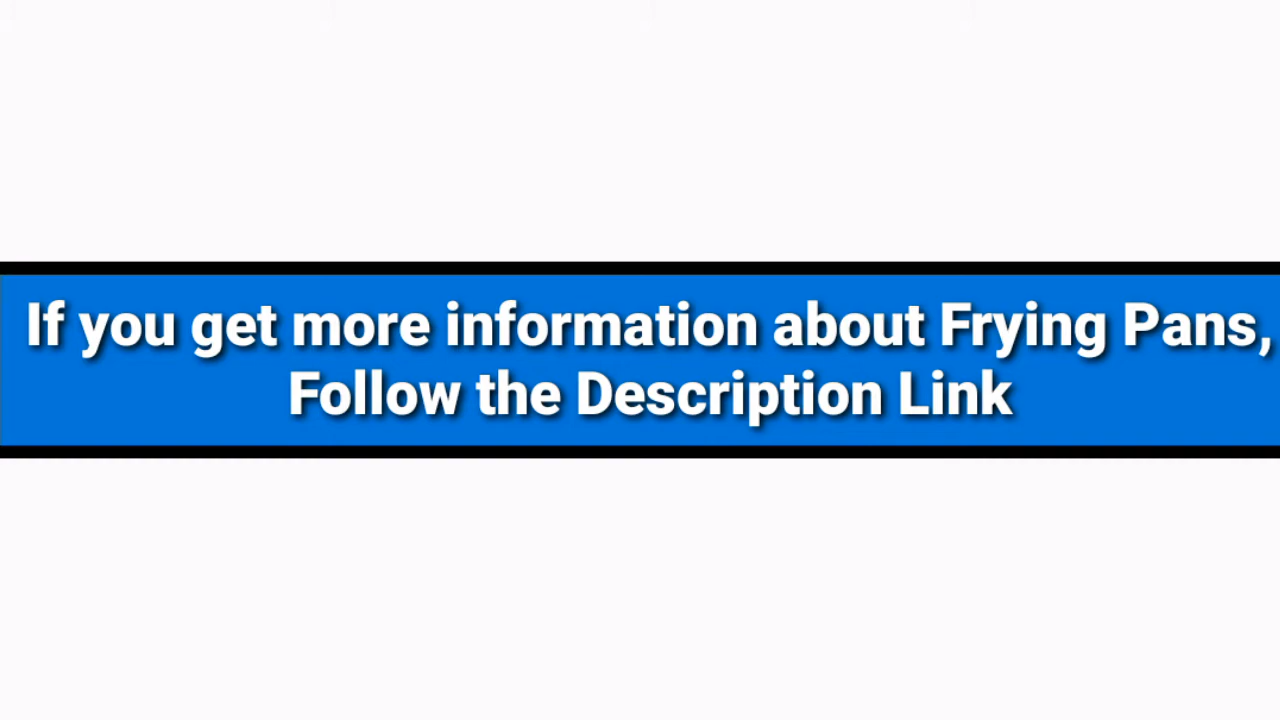 If you get more information about Frying Pans,
Follow the Description Link